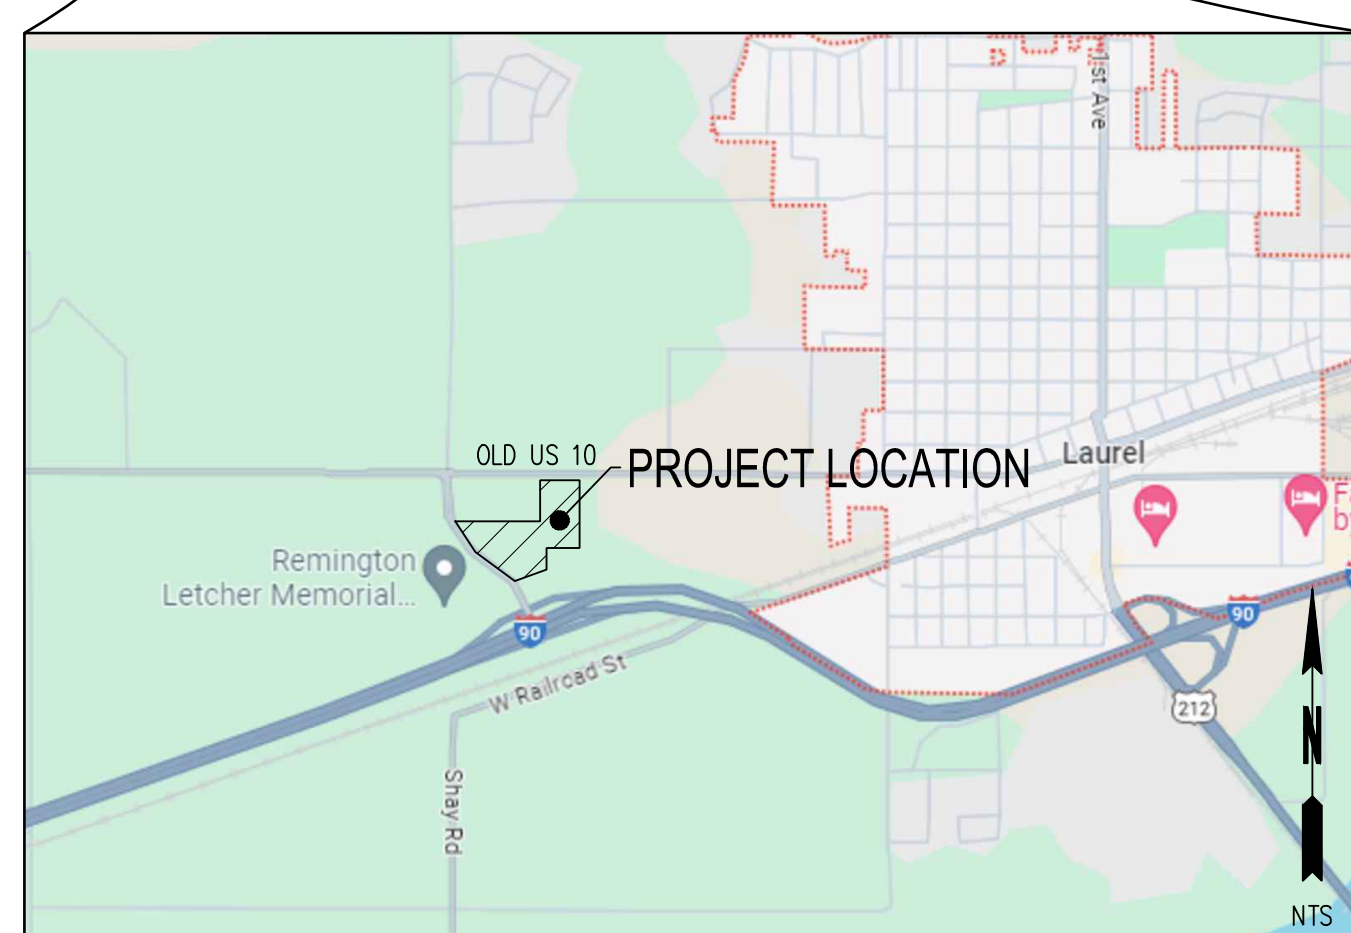 1st Ave
OLD US 10
PROJECT LOCATION
Laurel
Remington
Letcher Memorial...
90
90
W Railroad St
212
Shay Rd
N
NTS